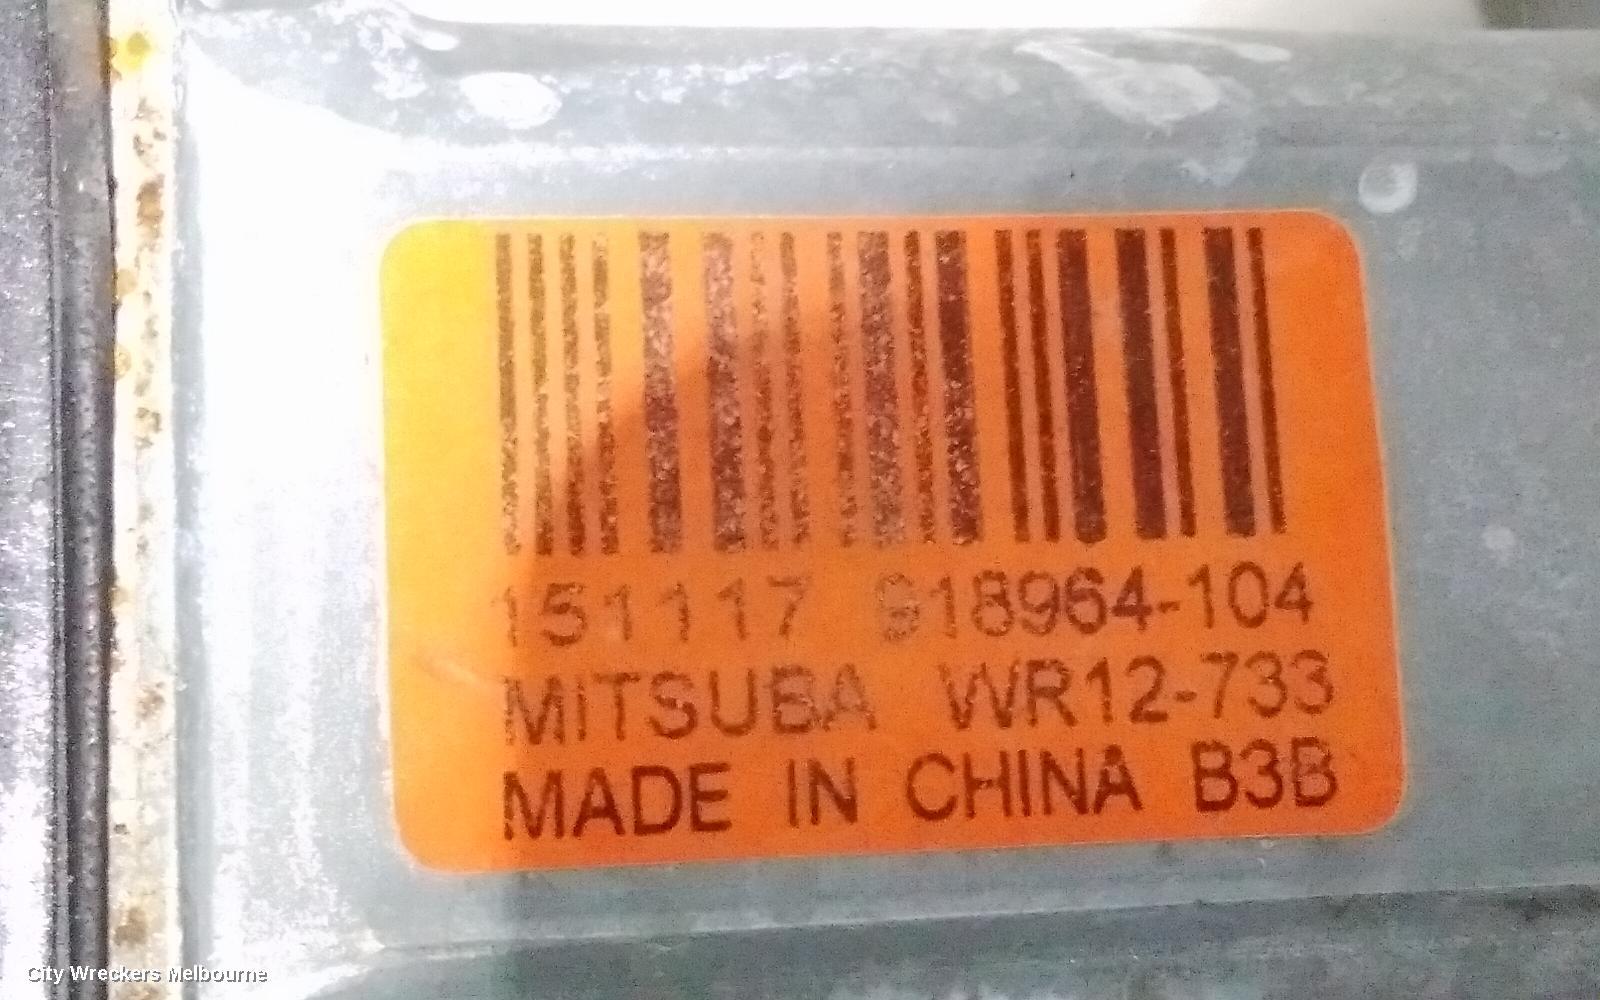 151117 918964-104
MITSUBA WR12-733
MADE IN CHINA B3B
City Wreckers Melbourne